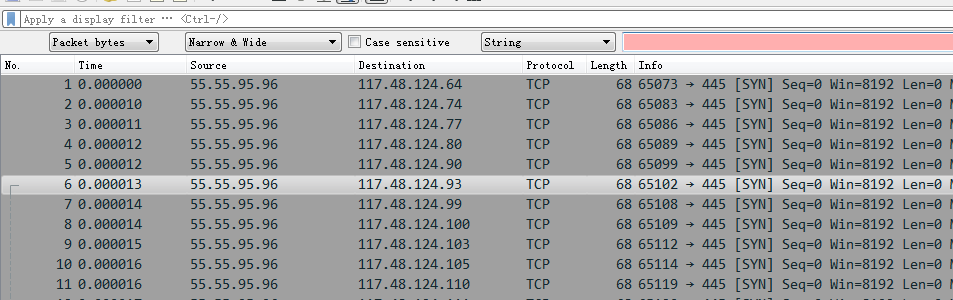 Apply a display filter ··· <Ctrl-/>
Packet bytes Narrow & Wide Case sensitive String
No. Time Source Destination Protocol Length Info
1 0.000000 55.55.95.96 117.48.124.64 TCP 68 65073 → 445 [SYN] Seq=0 Win=8192 Len=0
2 0.000010 55.55.95.96 117.48.124.74 TCP 68 65083 → 445 [SYN] Seq=0 Win=8192 Len=0
3 0.000011 55.55.95.96 117.48.124.77 TCP 68 65086 → 445 [SYN] Seq=0 Win=8192 Len=0
4 0.000012 55.55.95.96 117.48.124.80 TCP 68 65089 → 445 [SYN] Seq=0 Win=8192 Len=0
5 0.000012 55.55.95.96 117.48.124.90 TCP 68 65099 → 445 [SYN] Seq=0 Win=8192 Len=0
6 0.000013 55.55.95.96 117.48.124.93 TCP 68 65102 → 445 [SYN] Seq=0 Win=8192 Len=0
7 0.000014 55.55.95.96 117.48.124.99 TCP 68 65108 → 445 [SYN] Seq=0 Win=8192 Len=0
8 0.000014 55.55.95.96 117.48.124.100 TCP 68 65109 → 445 [SYN] Seq=0 Win=8192 Len=0
9 0.000015 55.55.95.96 117.48.124.103 TCP 68 65112 → 445 [SYN] Seq=0 Win=8192 Len=0
10 0.000016 55.55.95.96 117.48.124.105 TCP 68 65114 → 445 [SYN] Seq=0 Win=8192 Len=0
11 0.000016 55.55.95.96 117.48.124.110 TCP 68 65119 → 445 [SYN] Seq=0 Win=8192 Len=0